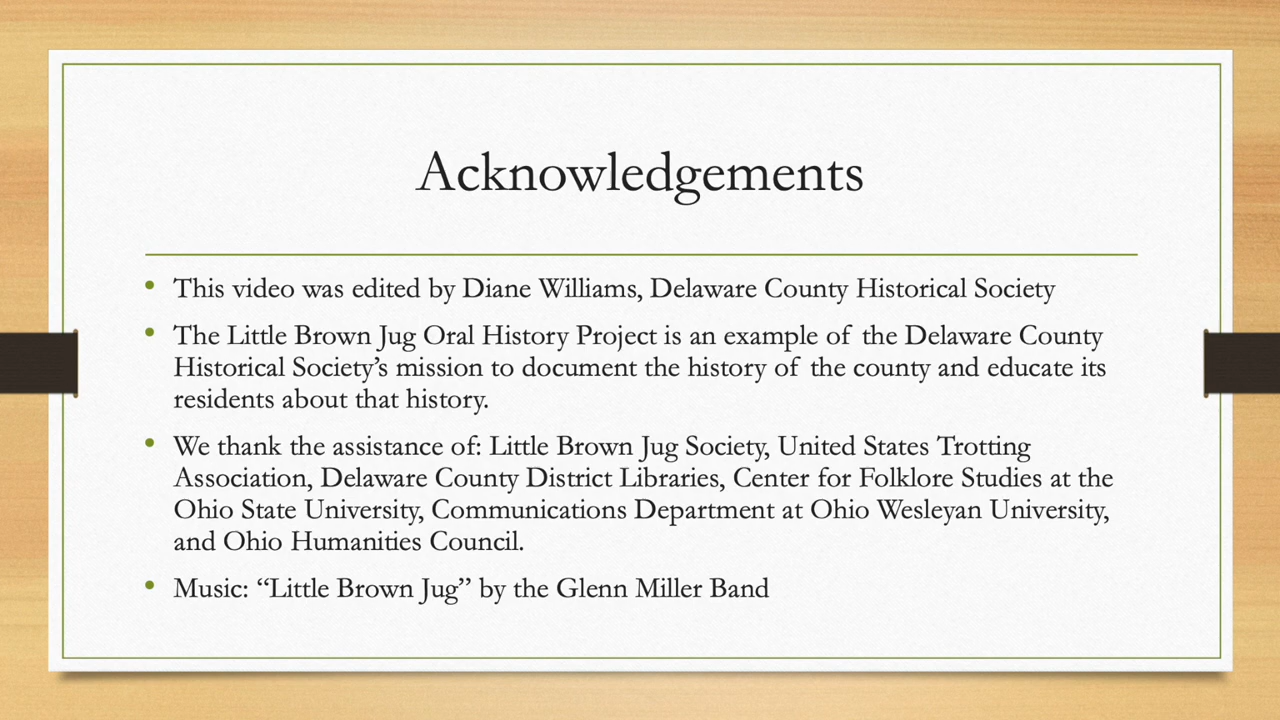 Acknowledgements
• This video was edited by Diane Williams, Delaware County Historical Society
• The Little Brown Jug Oral History Project is an example of the Delaware County
Historical Society’s mission to document the history of the county and educate its
residents about that history.
• We thank the assistance of: Little Brown Jug Society, United States Trotting
Association, Delaware County District Libraries, Center for Folklore Studies at the
Ohio State University, Communications Department at Ohio Wesleyan University,
and Ohio Humanities Council.
• Music: “Little Brown Jug” by the Glenn Miller Band